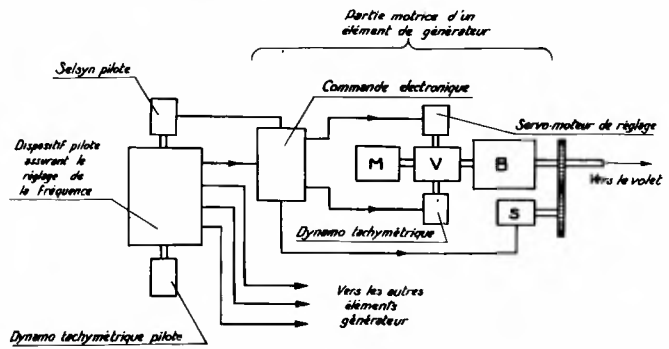 Partie motrice d'un
élément de générateur
Selsyn pilote
Commande electronique
Servo-moteur de réglage
Dispositif pilote
assurant le
réglage de
la fréquence
M
V
B
S
Vers le volet
Dynamo tachymétrique
Vers les autres
éléments
générateur
Dynamo tachymétrique pilote